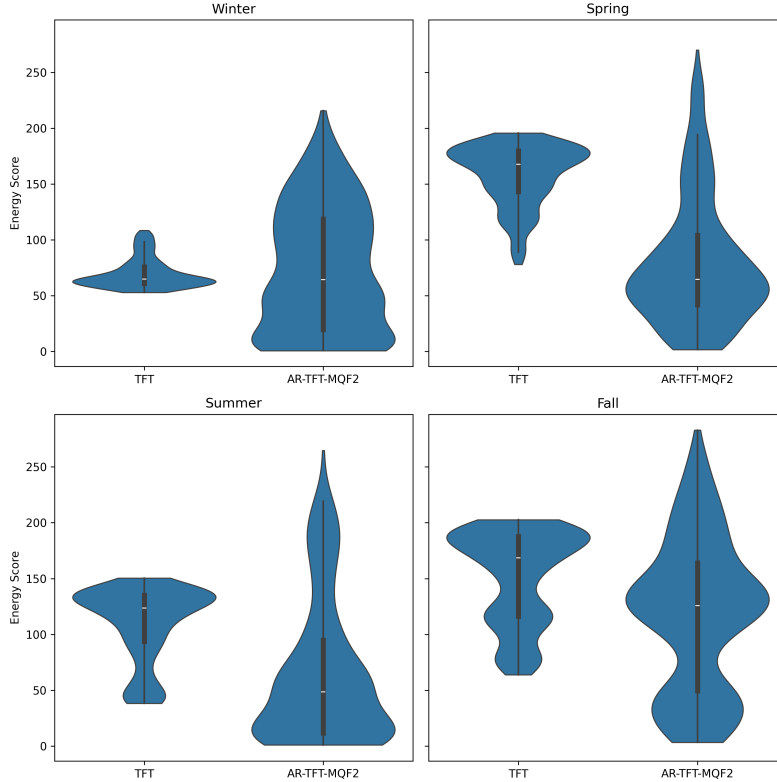 Winter
Spring
Energy Score
250
200
150
100
50
0
TFT
AR-TFT-MQF2
TFT
AR-TFT-MQF2
Summer
Fall
Energy Score
250
200
150
100
50
0
TFT
AR-TFT-MQF2
TFT
AR-TFT-MQF2